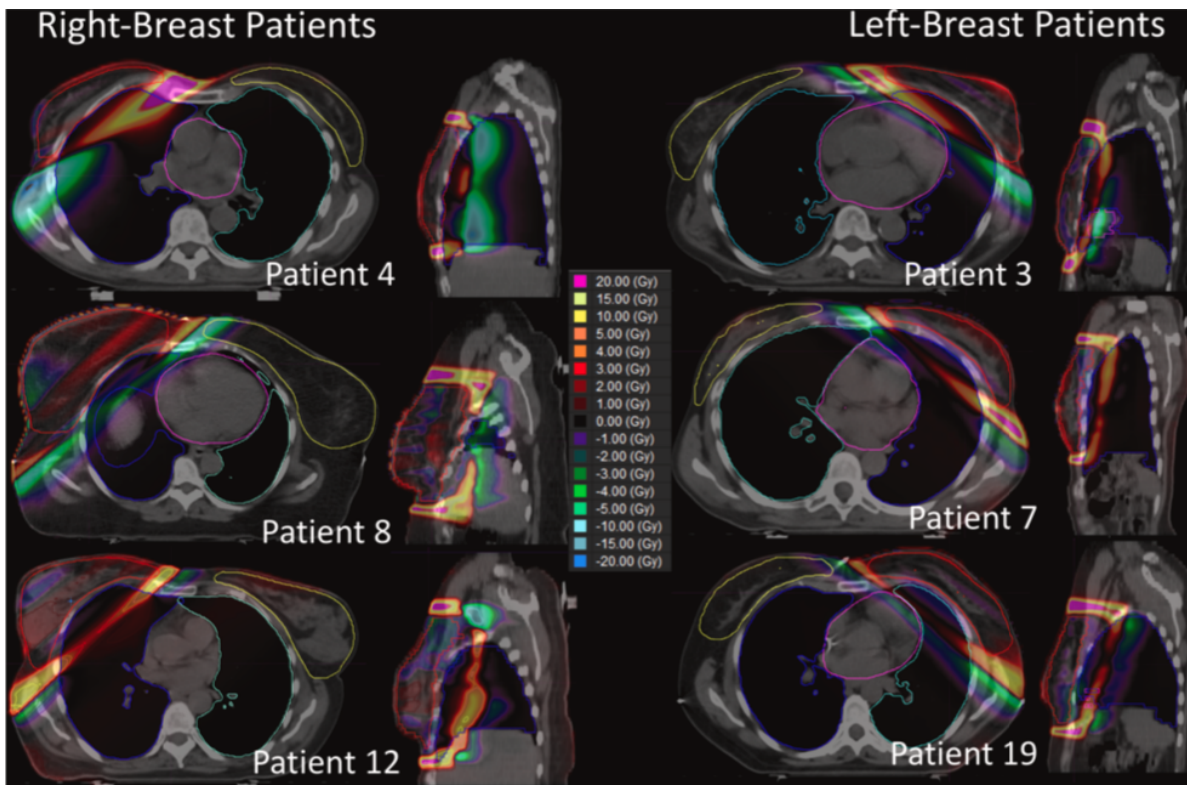 Right-Breast Patients
Left-Breast Patients
Patient 4
Patient 3
20.00 (Gy)
15.00 (Gy)
10.00 (Gy)
5.00 (Gy)
4.00 (Gy)
3.00 (Gy)
2.00 (Gy)
1.00 (Gy)
0.00 (Gy)
-1.00 (Gy)
-2.00 (Gy)
-3.00 (Gy)
-4.00 (Gy)
-5.00 (Gy)
-10.00 (Gy)
-15.00 (Gy)
-20.00 (Gy)
Patient 8
Patient 7
Patient 12
Patient 19